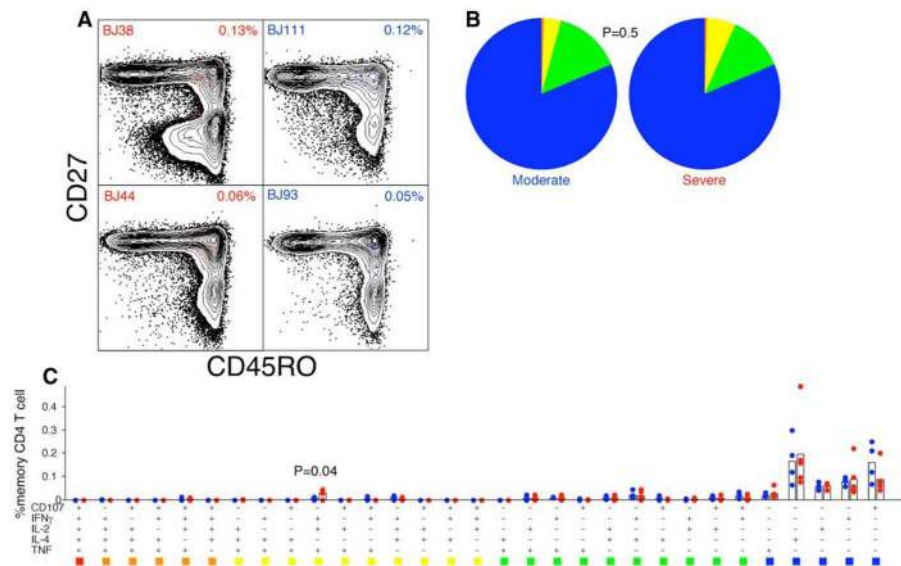 A
BJ38 0.13%
BJ111 0.12%
BJ44 0.06%
BJ93 0.05%
CD27
CD45RO
B
P=0.5
Moderate
Severe
C
%memory CD4 T cell
0.4
0.3
0.2
0.1
0
P=0.04
CD107
IFNγ
IL-2
IL-4
TNF